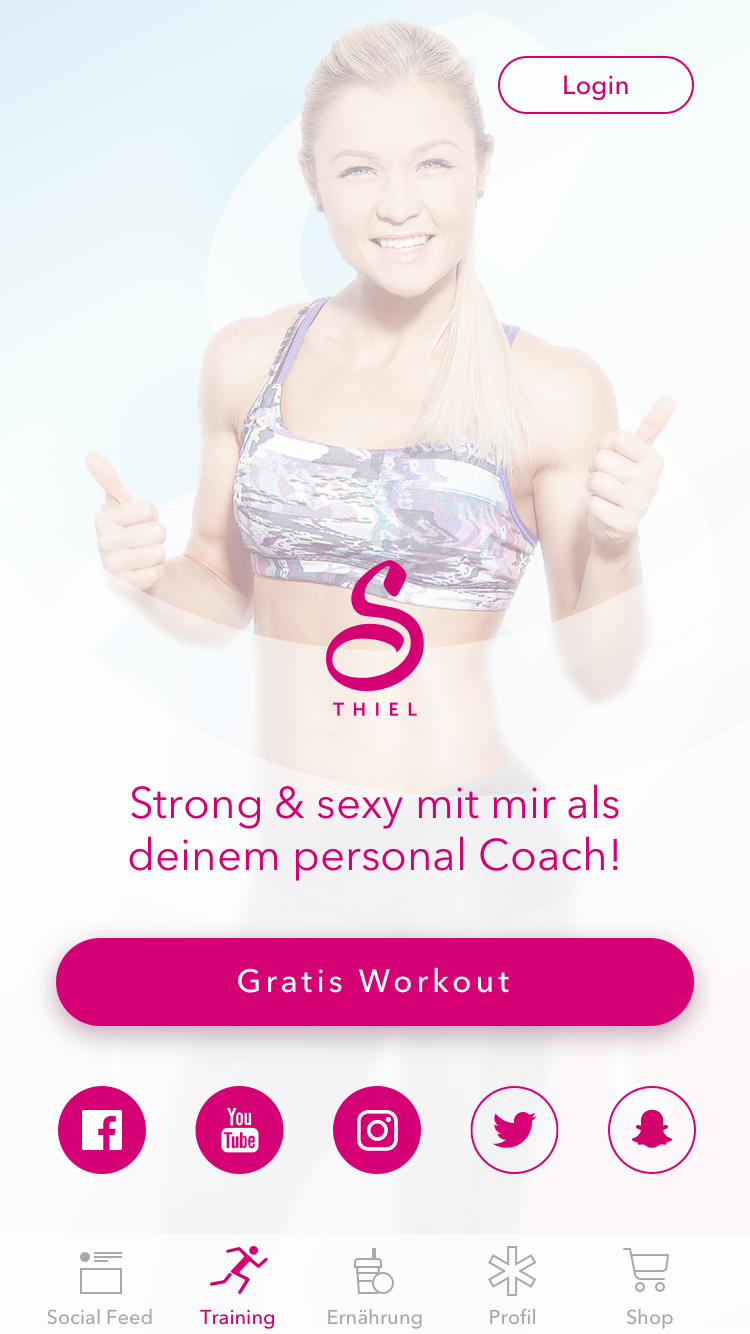 Login
THIEL
Strong & sexy mit mir als
deinem personal Coach!
Gratis Workout
You
Tube
Social Feed
Training
Ernährung
Profil
Shop